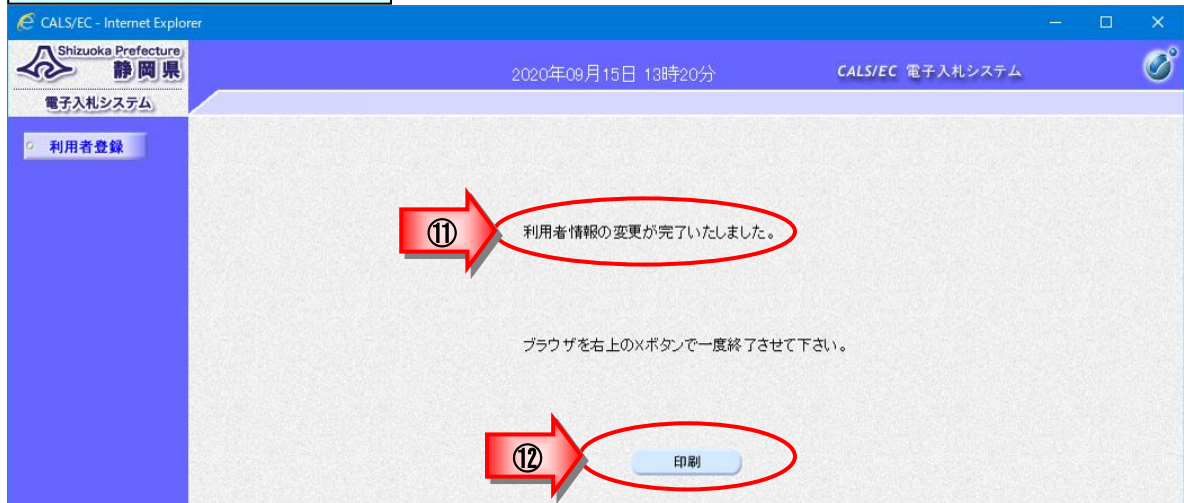 CALS/EC - Internet Explorer
Shizuoka Prefecture
静岡県
電子入札システム
2020年09月15日 13時20分
CALS/EC 電子入札システム
利用者登録
⑪
利用者情報の変更が完了いたしました。
ブラウザを右上の×ボタンで一度終了させて下さい。
⑫
印刷